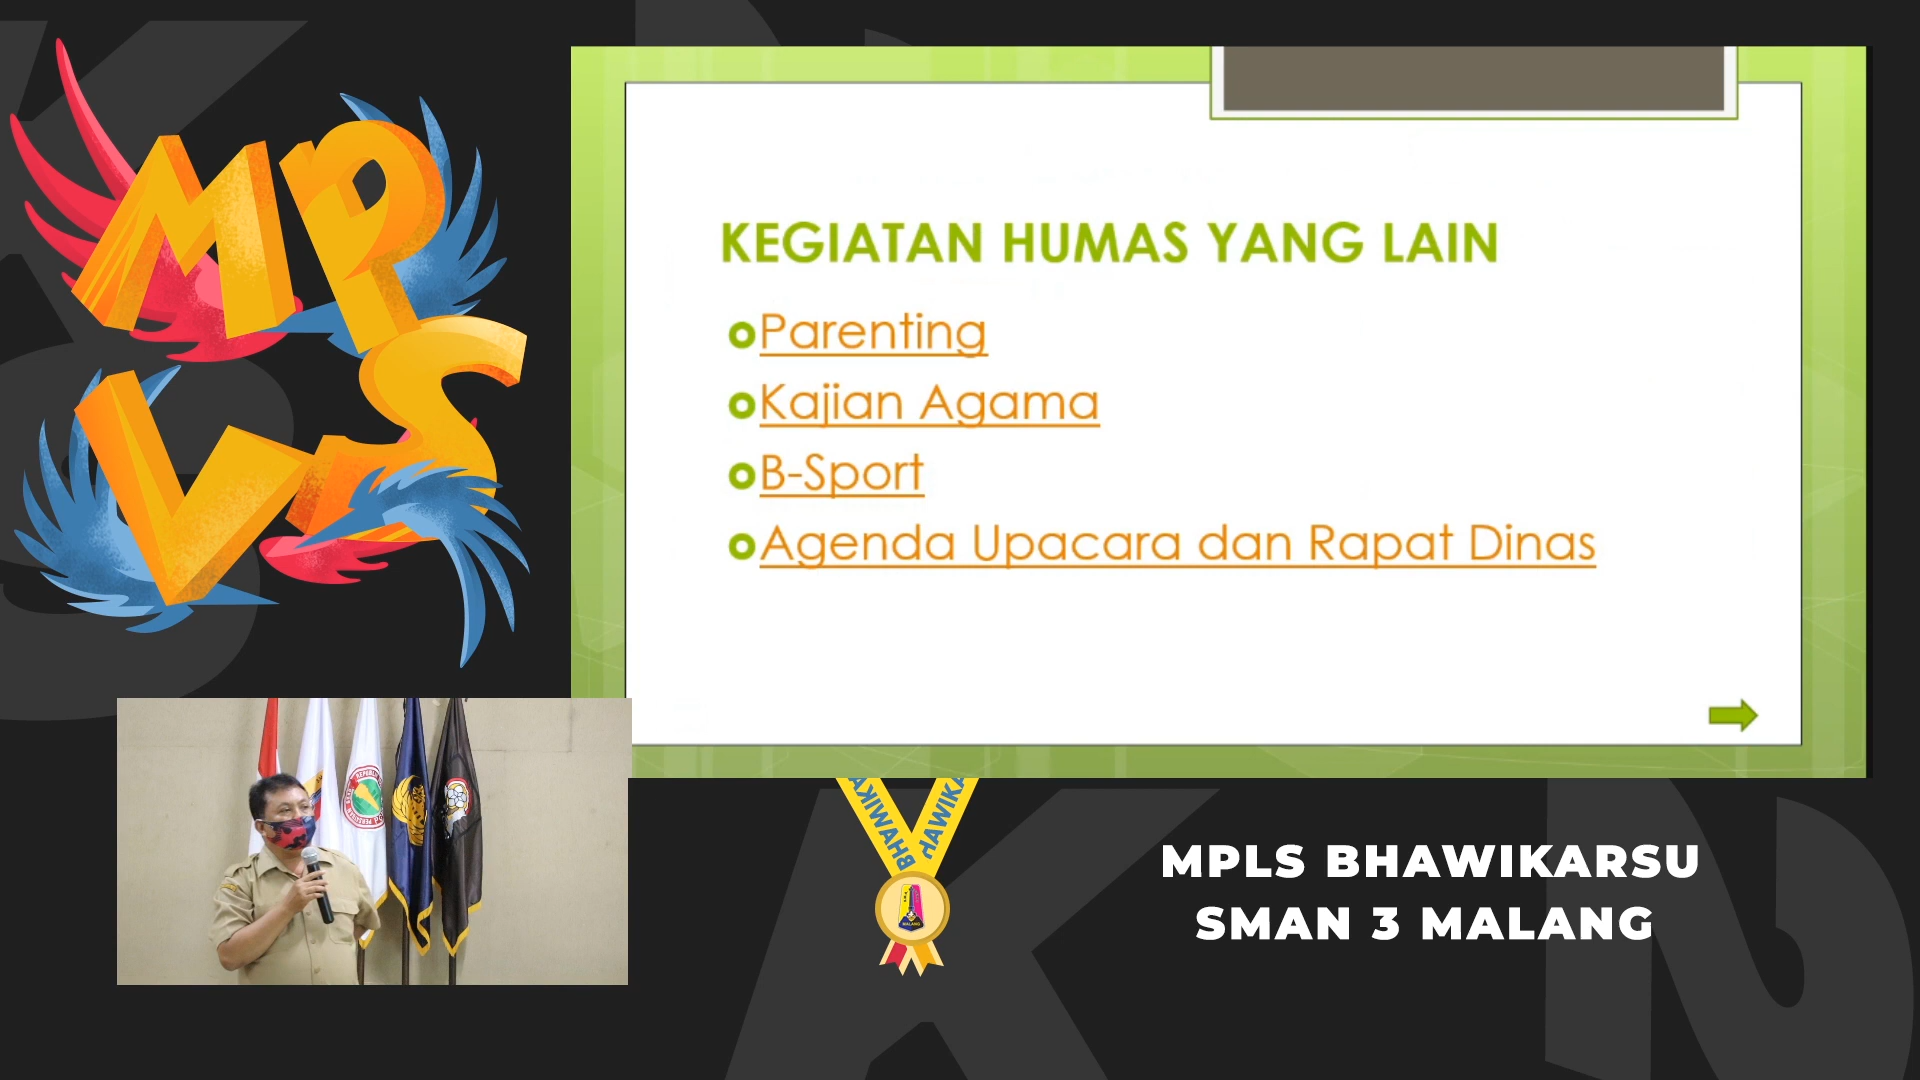 MPLS
KEGIATAN HUMAS YANG LAIN
Parenting
Kajian Agama
B-Sport
Agenda Upacara dan Rapat Dinas
MPLS BHAWIKARSU
SMAN 3 MALANG
MALANG